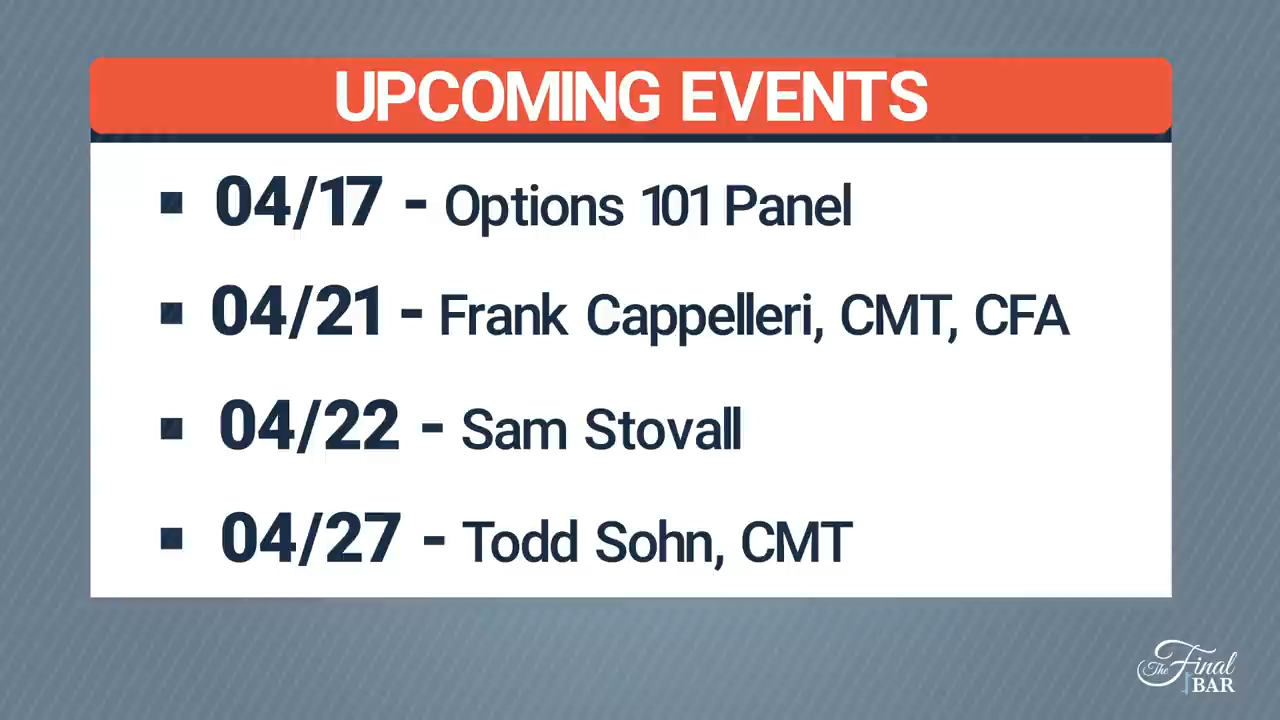 UPCOMING EVENTS
04/17 - Options 101 Panel
04/21 - Frank Cappelleri, CMT, CFA
04/22 - Sam Stovall
04/27 - Todd Sohn, CMT
The Final
BAR